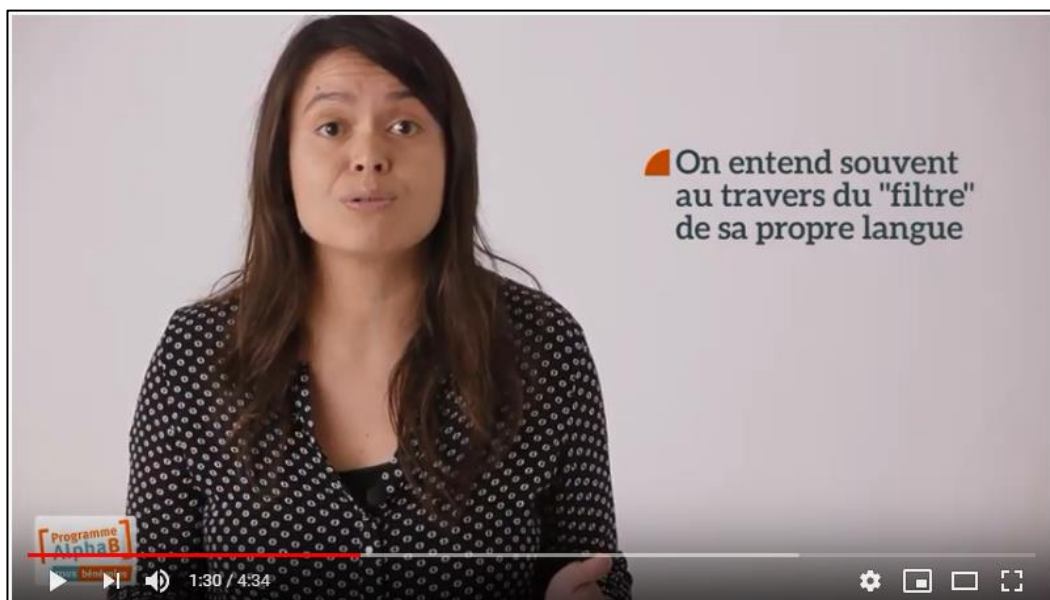 On entend souvent
au travers du "filtre"
de sa propre langue
Programme
AlphaB
1:30 / 4:34